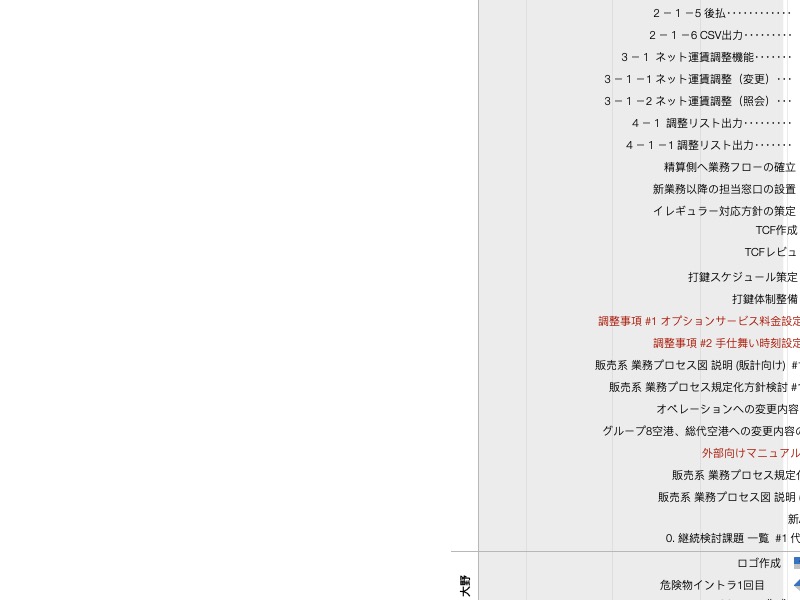 2－1－5 後払‥‥‥‥‥‥
2－1－6 CSV出力‥‥‥‥‥
3－1 ネット運賃調整機能‥‥‥‥
3－1－1 ネット運賃調整（変更）‥‥
3－1－2 ネット運賃調整（照会）‥‥
4－1 調整リスト出力‥‥‥‥‥
4－1－1 調整リスト出力‥‥‥‥
精算側へ業務フローの確立
新業務以降の担当窓口の設置
イレギュラー対応方針の策定
TCF作成
TCFレビュ
打鍵スケジュール策定
打鍵体制整備
調整事項 #1 オプションサービス料金設定
調整事項 #2 手仕舞い時刻設定
販売系 業務プロセス図 説明 (販計向け) #1
販売系 業務プロセス規定化方針検討 #1
オペレーションへの変更内容
グループ8空港、総代空港への変更内容の
外部向けマニュアル
販売系 業務プロセス規定化
販売系 業務プロセス図 説明
新
0. 継続検討課題 一覧 #1 代
ロゴ作成
大野
危険物イントラ1回目